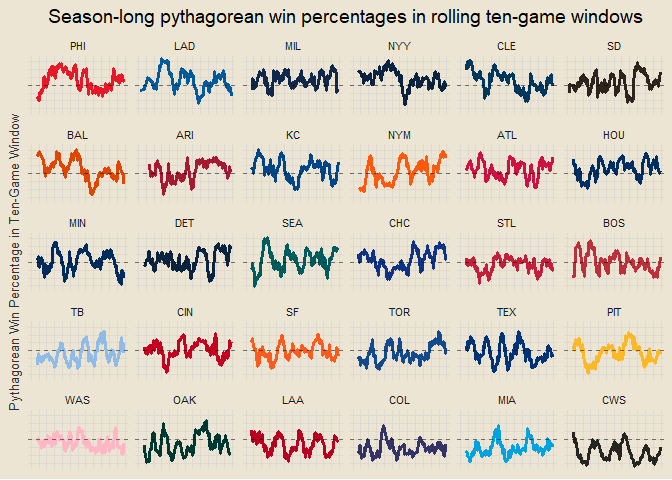 Season-long pythagorean win percentages in rolling ten-game windows
Pythagorean Win Percentage in Ten-Game Window
PHI LAD MIL NYY CLE SD
BAL ARI KC NYM ATL HOU
MIN DET SEA CHC STL BOS
TB CIN SF TOR TEX PIT
WAS OAK LAA COL MIA CWS